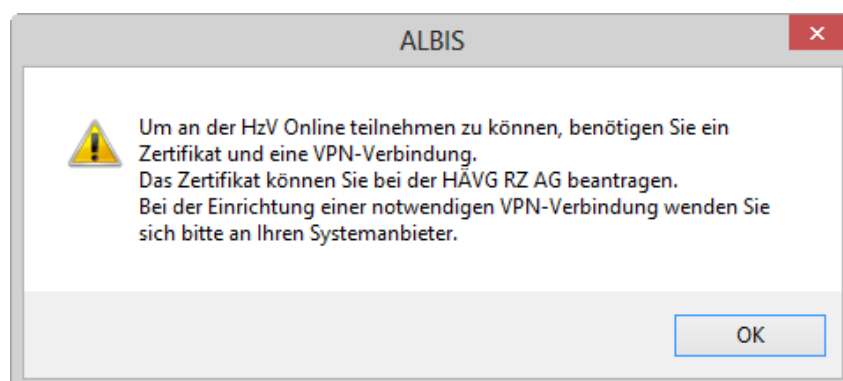 ALBIS
Um an der HzV Online teilnehmen zu können, benötigen Sie ein
Zertifikat und eine VPN-Verbindung.
Das Zertifikat können Sie bei der HÄVG RZ AG beantragen.
Bei der Einrichtung einer notwendigen VPN-Verbindung wenden Sie
sich bitte an Ihren Systemanbieter.
OK